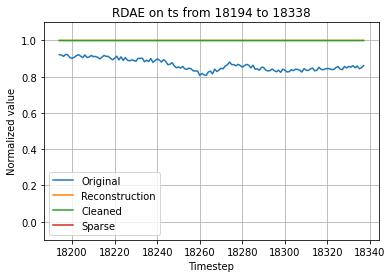 RDAE on ts from 18194 to 18338
Normalized value
1.0
0.8
0.6
0.4
0.2
0.0
Original
Reconstruction
Cleaned
Sparse
18200 18220 18240 18260 18280 18300 18320 18340
Timestep